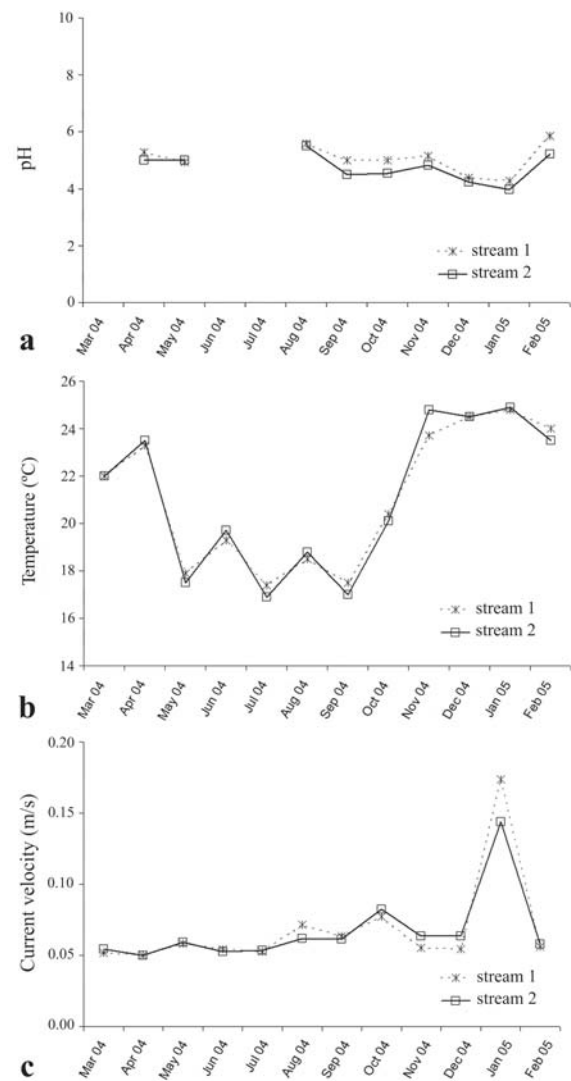 10
8
6
4
2
0
pH
stream 1
stream 2
Mar 04
Apr 04
May 04
Jun 04
Jul 04
Aug 04
Sep 04
Oct 04
Nov 04
Dec 04
Jan 05
Feb 05
a
26
24
22
20
18
16
14
Temperature (ºC)
stream 1
stream 2
Mar 04
Apr 04
May 04
Jun 04
Jul 04
Aug 04
Sep 04
Oct 04
Nov 04
Dec 04
Jan 05
Feb 05
b
0.20
0.15
0.10
0.05
0.00
Current velocity (m/s)
stream 1
stream 2
Mar 04
Apr 04
May 04
Jun 04
Jul 04
Aug 04
Sep 04
Oct 04
Nov 04
Dec 04
Jan 05
Feb 05
c